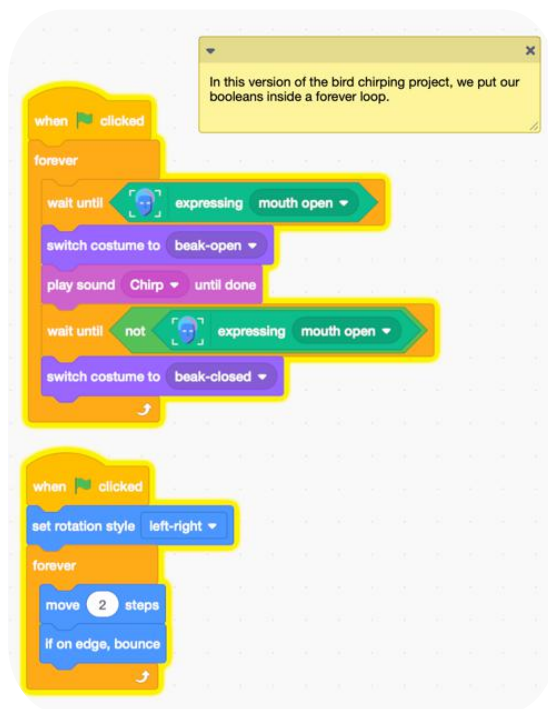 In this version of the bird chirping project, we put our
booleans inside a forever loop.
when clicked
forever
wait until expressing mouth open
switch costume to beak-open
play sound Chirp until done
wait until not expressing mouth open
switch costume to beak-closed
when clicked
set rotation style left-right
forever
move 2 steps
if on edge, bounce